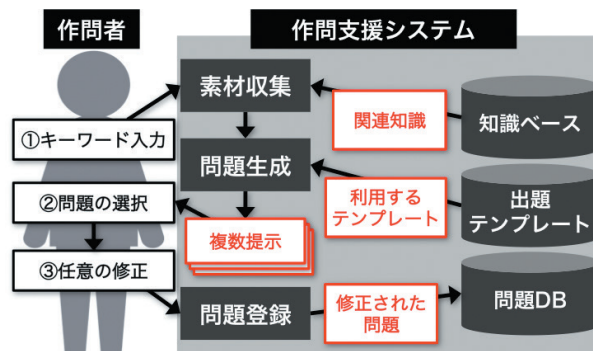 作問者
作問支援システム
素材収集
関連知識
知識ベース
①キーワード入力
問題生成
利用する
テンプレート
出題
テンプレート
②問題の選択
複数提示
③任意の修正
問題登録
修正された
問題
問題DB